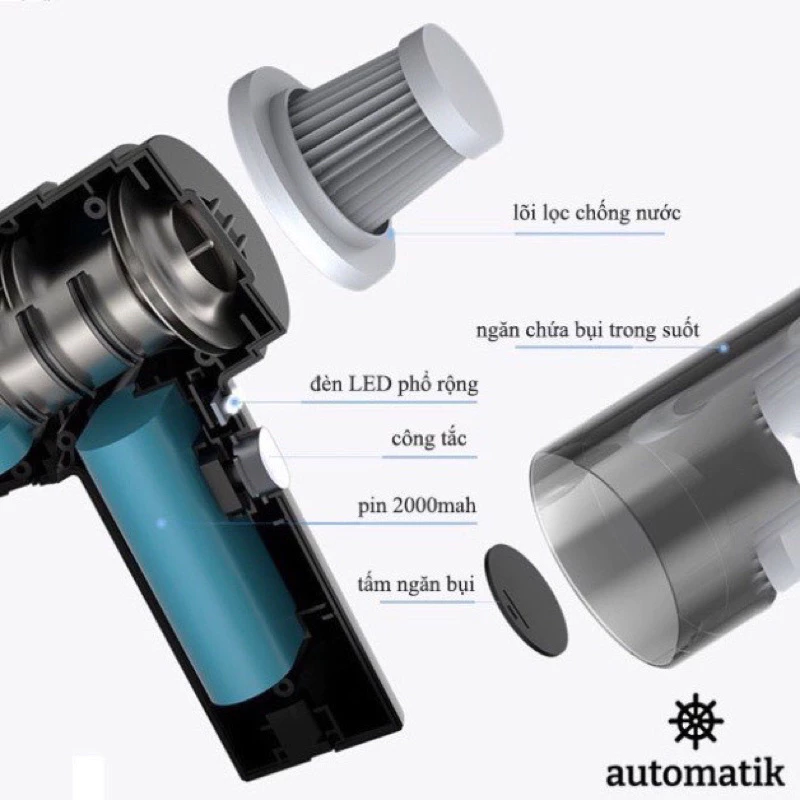 lõi lọc chống nước
ngăn chứa bụi trong suốt
đèn LED phổ rộng
công tắc
pin 2000mah
tấm ngăn bụi
automatik